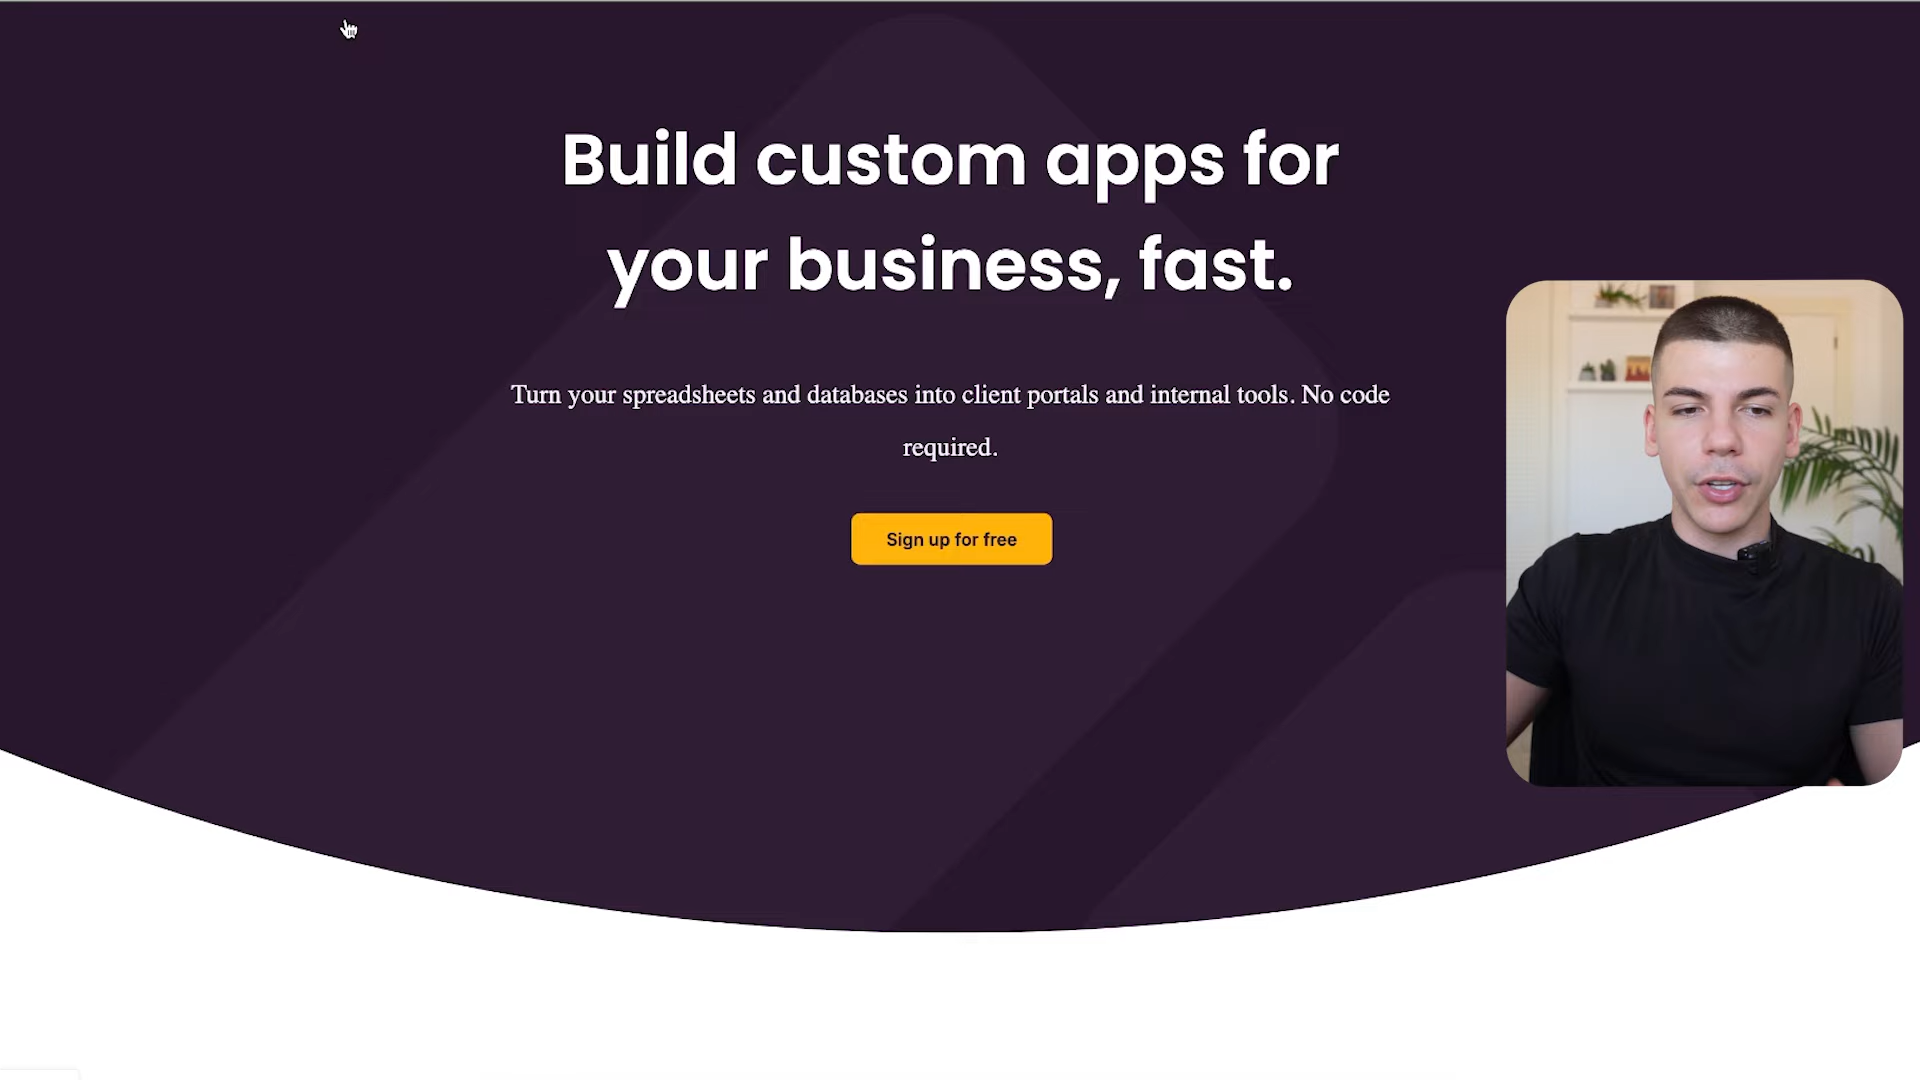 Build custom apps for
your business, fast.
Turn your spreadsheets and databases into client portals and internal tools. No code
required.
Sign up for free